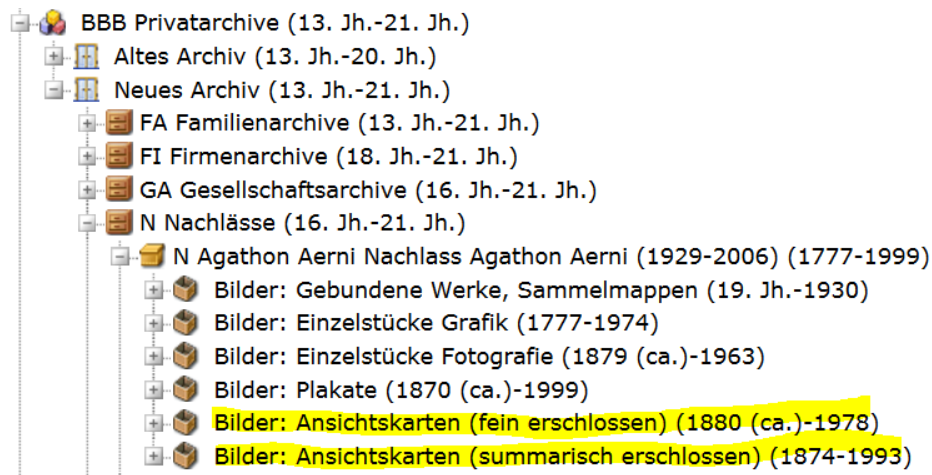 BBB Privatarchive (13. Jh.-21. Jh.)
Altes Archiv (13. Jh.-20. Jh.)
Neues Archiv (13. Jh.-21. Jh.)
FA Familienarchive (13. Jh.-21. Jh.)
FI Firmenarchive (18. Jh.-21. Jh.)
GA Gesellschaftsarchive (16. Jh.-21. Jh.)
N Nachlässe (16. Jh.-21. Jh.)
N Agathon Aerni Nachlass Agathon Aerni (1929-2006) (1777-1999)
Bilder: Gebundene Werke, Sammelmappen (19. Jh.-1930)
Bilder: Einzelstücke Grafik (1777-1974)
Bilder: Einzelstücke Fotografie (1879 (ca.)-1963)
Bilder: Plakate (1870 (ca.)-1999)
Bilder: Ansichtskarten (fein erschlossen) (1880 (ca.)-1978)
Bilder: Ansichtskarten (summarisch erschlossen) (1874-1993)